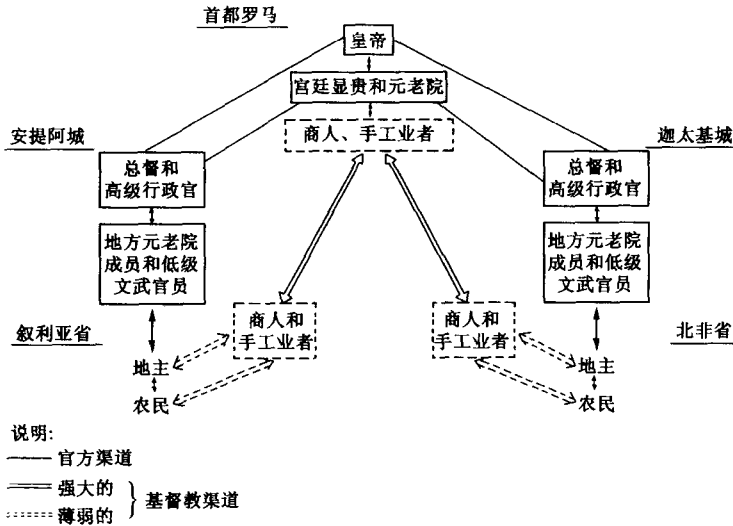 首都罗马
皇帝
宫廷显贵和元老院
商人、手工业者
安提阿城
迦太基城
总督和
高级行政官
总督和
高级行政官
地方元老院
成员和低级
文武官员
地方元老院
成员和低级
文武官员
叙利亚省
商人和
手工业者
商人和
手工业者
北非省
地主
地主
农民
农民
说明:
官方渠道
强大的
薄弱的
基督教渠道